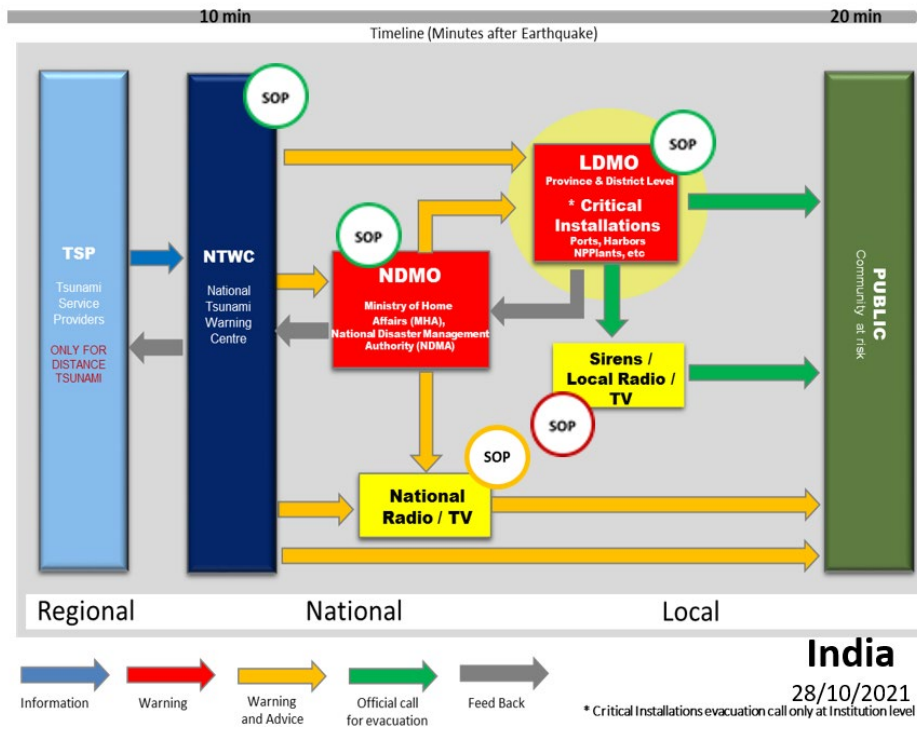 10 min
20 min
Timeline (Minutes after Earthquake)
SOP
TSP
Tsunami
Service
Providers
ONLY FOR
DISTANCE
TSUNAMI
NTWC
National
Tsunami
Warning
Centre
SOP
NDMO
Ministry of Home
Affairs (MHA),
National Disaster Management
Authority (NDMA)
SOP
LDMO
Province & District Level
* Critical
Installations
Ports, Harbors
NPPlants, etc
Sirens /
Local Radio /
TV
SOP
SOP
National
Radio / TV
PUBLIC
Community at risk
Regional
National
Local
Information
Warning
Warning
and Advice
Official call
for evacuation
Feed Back
India
28/10/2021
* Critical Installations evacuation call only at Institution level